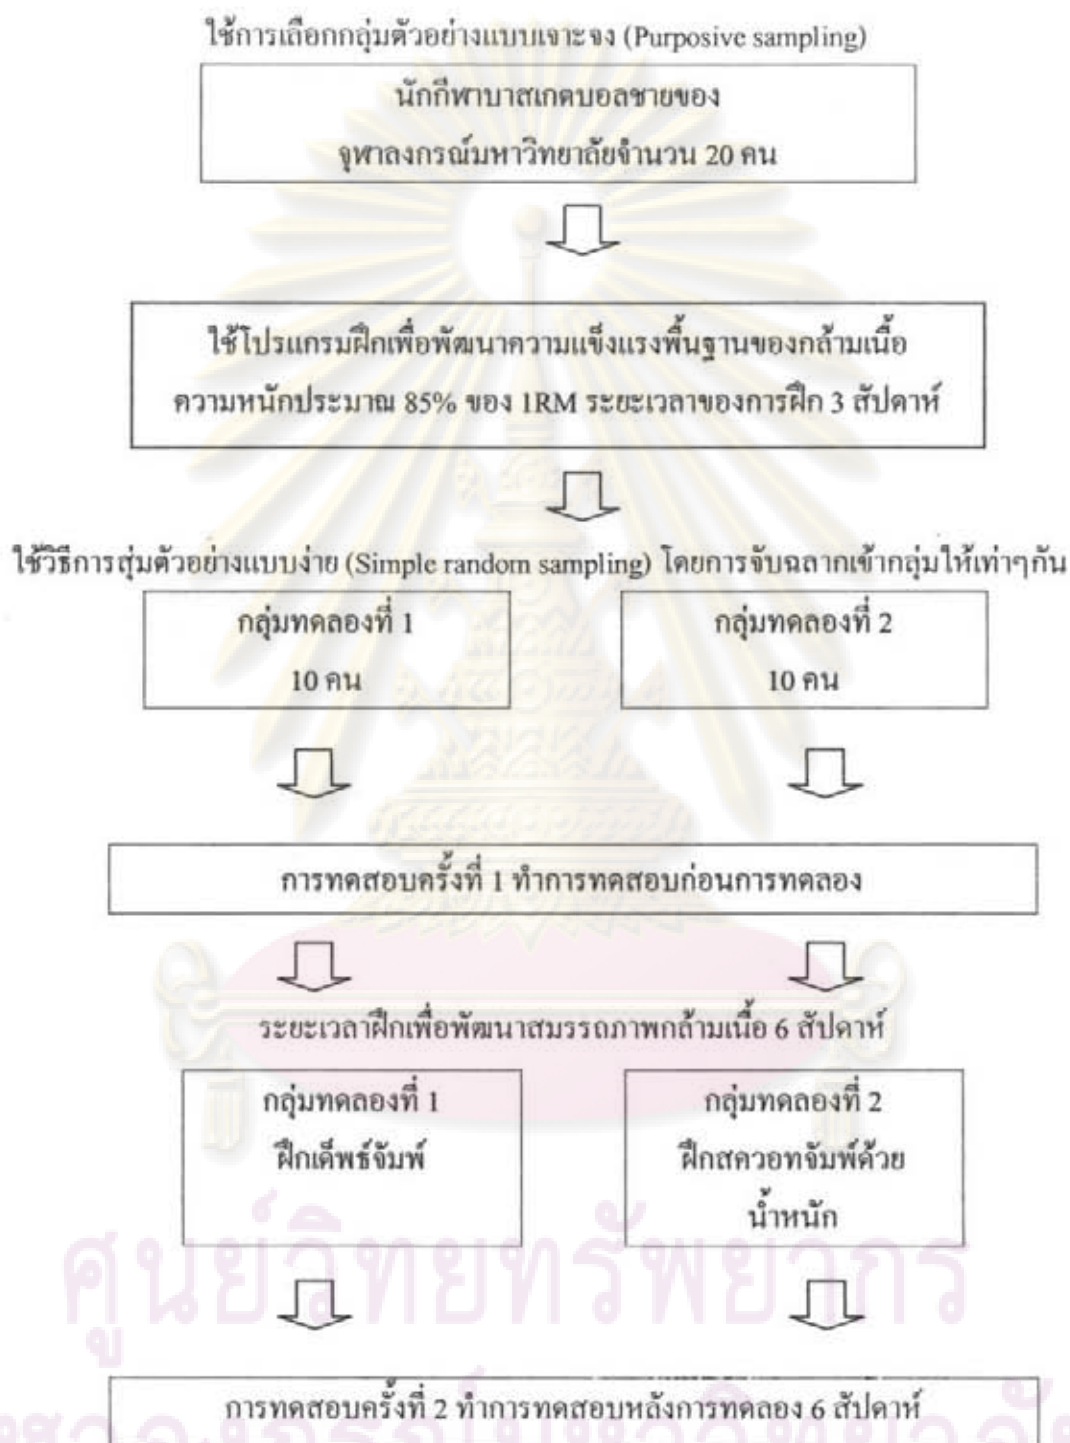 ใช้การเลือกกลุ่มตัวอย่างแบบเจาะจง (Purposive sampling)
นักกีฬาบาสเกตบอลชายของ
จุฬาลงกรณ์มหาวิทยาลัยจำนวน 20 คน
ใช้โปรแกรมฝึกเพื่อพัฒนาความแข็งแรงพื้นฐานของกล้ามเนื้อ
ความหนักประมาณ 85% ของ 1RM ระยะเวลาของการฝึก 3 สัปดาห์
ใช้วิธีการสุ่มตัวอย่างแบบง่าย (Simple random sampling) โดยการจับฉลากเข้ากลุ่มให้เท่าๆกัน
กลุ่มทดลองที่ 1
10 คน
กลุ่มทดลองที่ 2
10 คน
การทดสอบครั้งที่ 1 ทำการทดสอบก่อนการทดลอง
ระยะเวลาฝึกเพื่อพัฒนาสมรรถภาพกล้ามเนื้อ 6 สัปดาห์
กลุ่มทดลองที่ 1
ฝึกเด็พธ์จัมพ์
กลุ่มทดลองที่ 2
ฝึกสควอทจัมพ์ด้วย
น้ำหนัก
ศูนย์วิทยทรัพยากร
การทดสอบครั้งที่ 2 ทำการทดสอบหลังการทดลอง 6 สัปดาห์